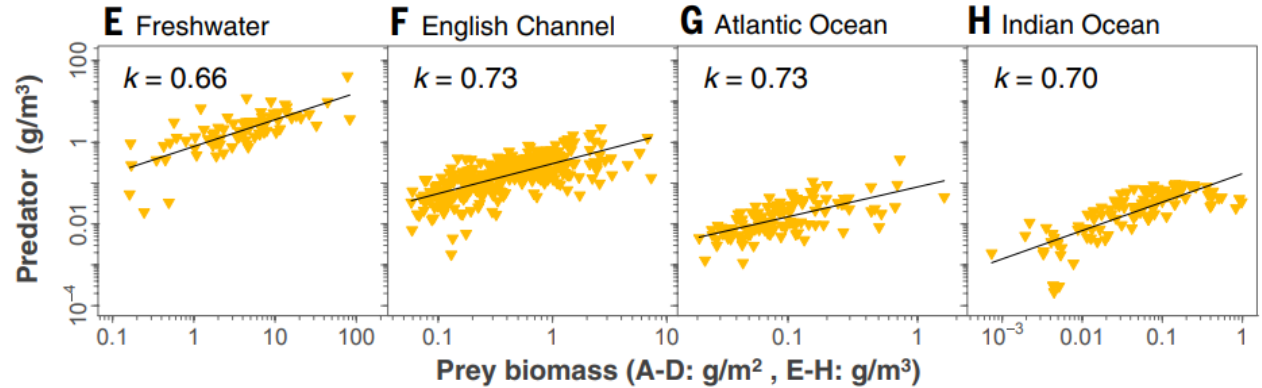 E Freshwater
F English Channel
G Atlantic Ocean
H Indian Ocean
k = 0.66
k = 0.73
k = 0.73
k = 0.70
Predator (g/m³)
100
1
0.01
10⁻⁴
0.1 1 10 100
0.1 1 10
0.1 1
10⁻³ 0.01 0.1 1
Prey biomass (A-D: g/m² , E-H: g/m³)